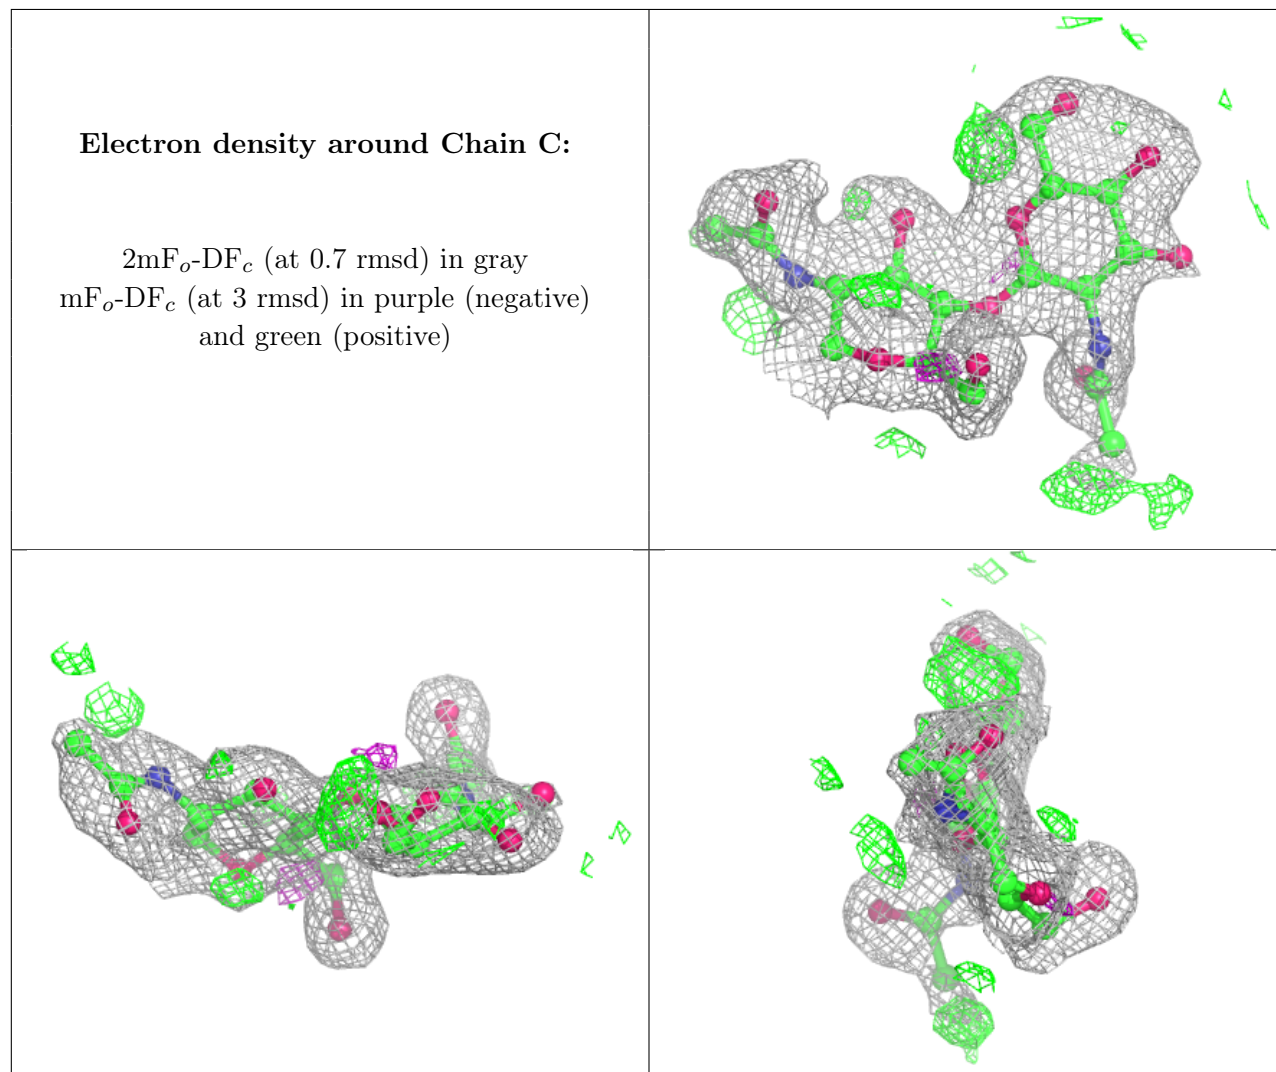 Electron density around Chain C:
2mFo-DFc (at 0.7 rmsd) in gray
mFo-DFc (at 3 rmsd) in purple (negative)
and green (positive)